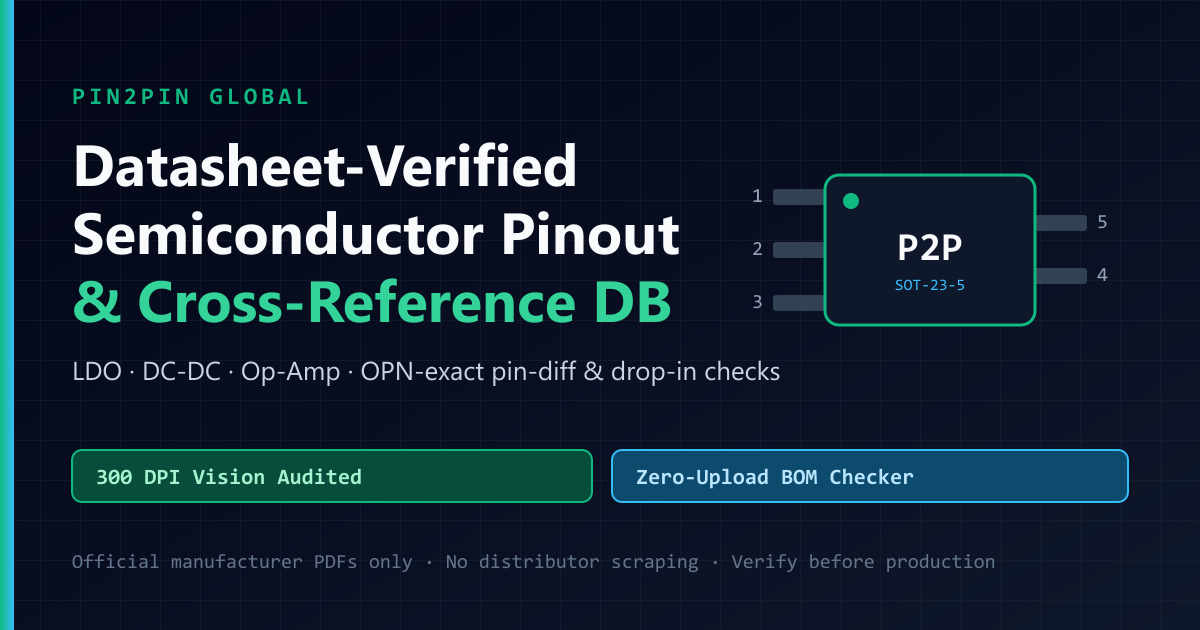 PIN2PIN GLOBAL
Datasheet-Verified
Semiconductor Pinout
& Cross-Reference DB
LDO · DC-DC · Op-Amp · OPN-exact pin-diff & drop-in checks
1
2
3
P2P
SOT-23-5
5
4
300 DPI Vision Audited
Zero-Upload BOM Checker
Official manufacturer PDFs only · No distributor scraping · Verify before production